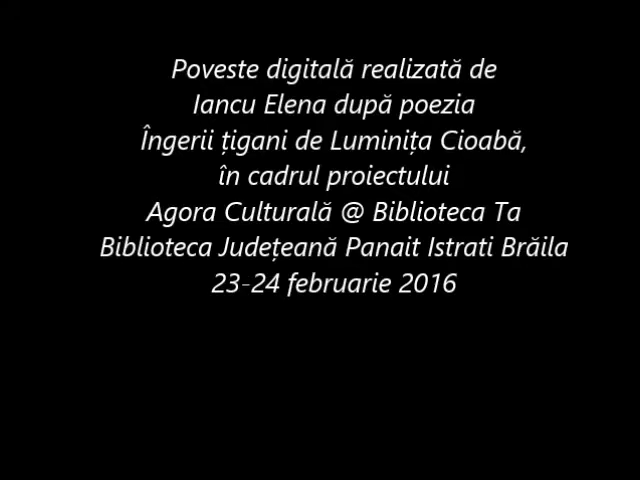 Poveste digitală realizată de
Iancu Elena după poezia
Îngerii țigani de Luminița Cioabă,
în cadrul proiectului
Agora Culturală @ Biblioteca Ta
Biblioteca Județeană Panait Istrati Brăila
23-24 februarie 2016